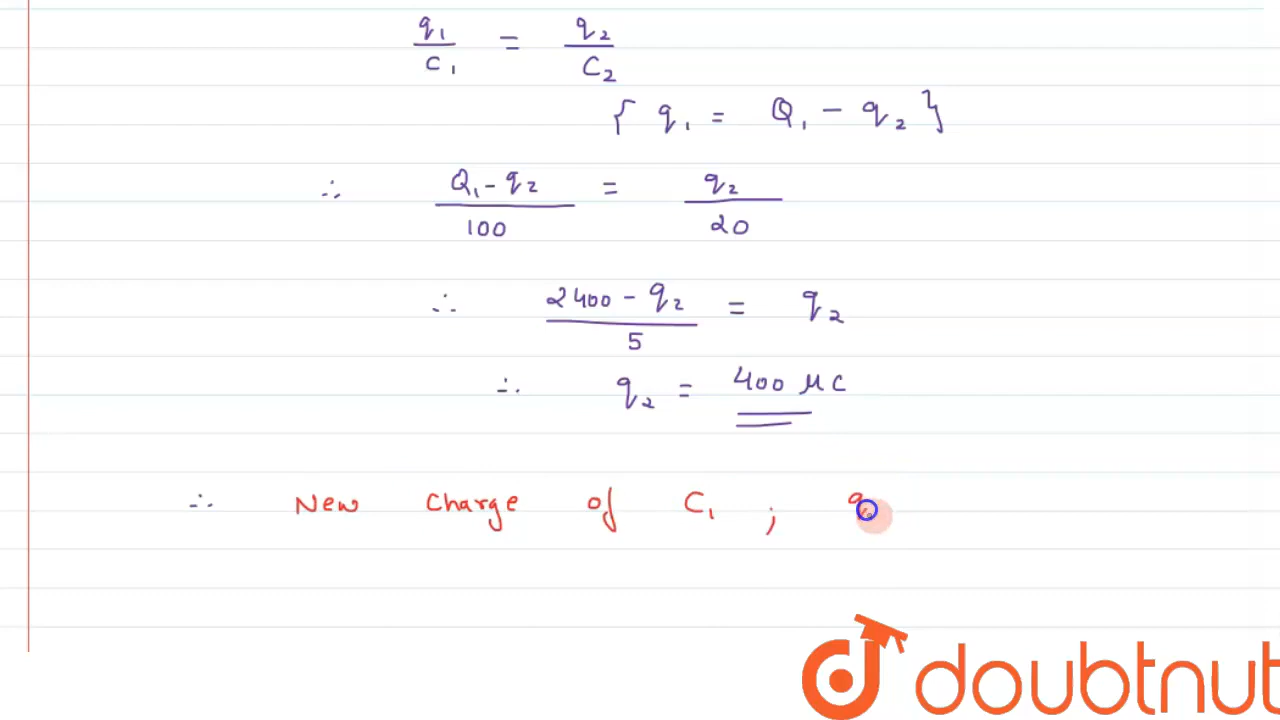 q₁/C₁ = q₂/C₂
{ q₁ = Q₁ - q₂ }
∴ (Q₁ - q₂)/100 = q₂/20
∴ (2400 - q₂)/5 = q₂
∴ q₂ = 400 μC
∴ New Charge of C₁ ; q
doubtnut